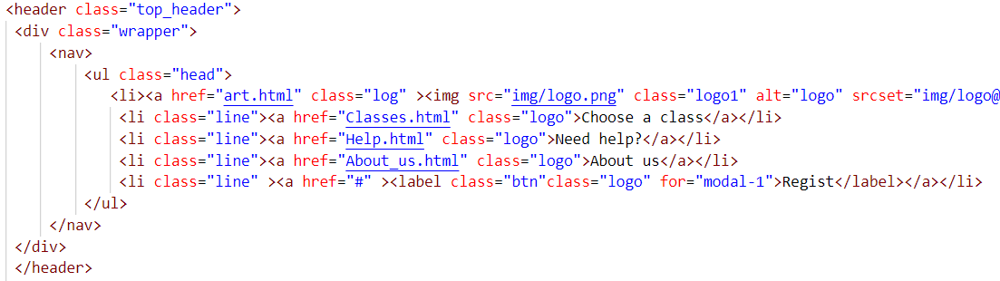 <header class="top_header">
<div class="wrapper">
<nav>
<ul class="head">
<li><a href="art.html" class="log" ><img src="img/logo.png" class="logo1" alt="logo" srcset="img/logo@
<li class="line"><a href="Classes.html" class="logo">Choose a class</a></li>
<li class="line"><a href="Help.html" class="logo">Need help?</a></li>
<li class="line"><a href="About_us.html" class="logo">About us</a></li>
<li class="line" ><a href="#" ><label class="btn"class="logo" for="modal-1">Regist</label></a></li>
</ul>
</nav>
</div>
</header>